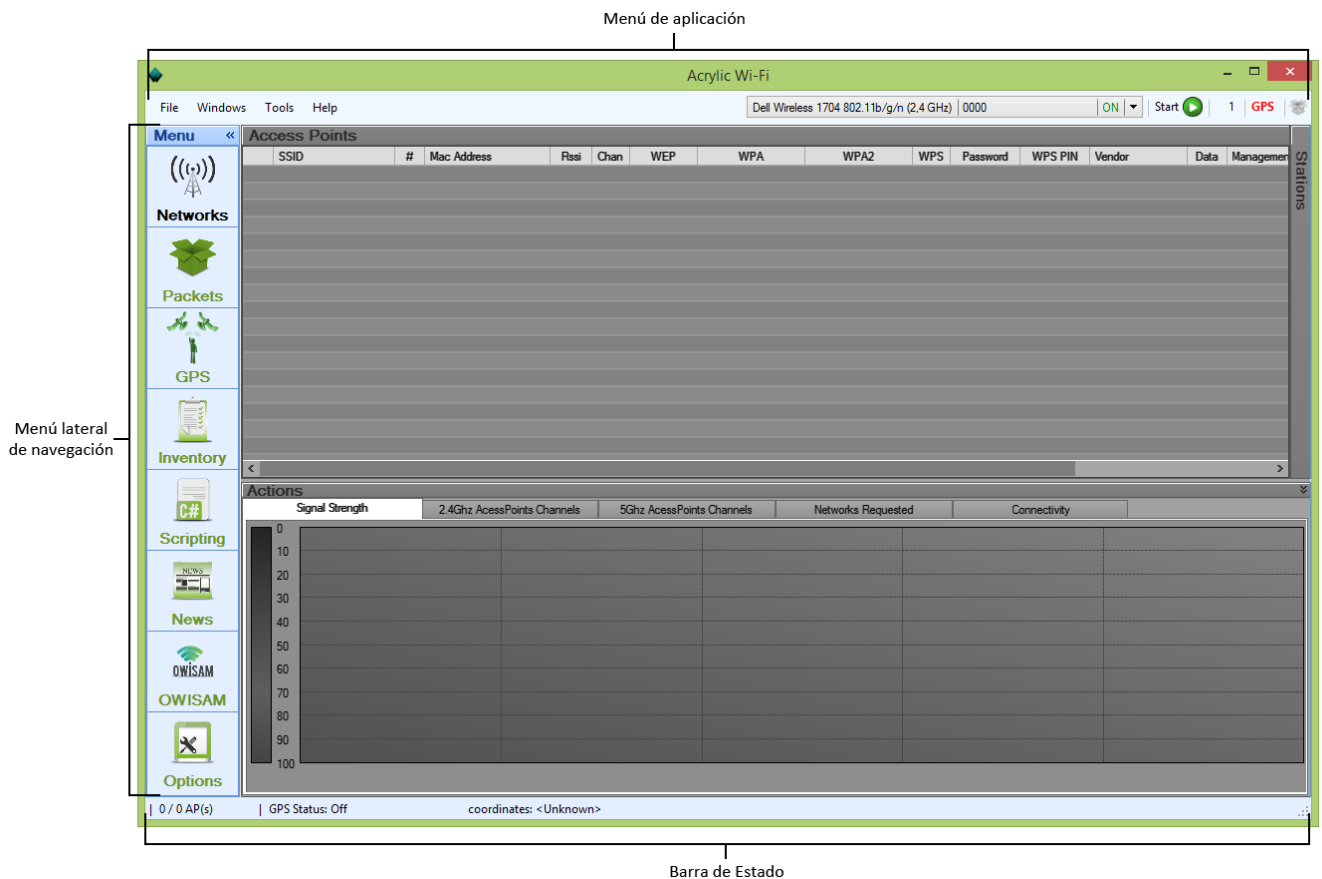 Menú de aplicación
Acrylic Wi-Fi
File Windows Tools Help
Dell Wireless 1704 802.11b/g/n (2,4 GHz) 0000 ON Start 1 GPS
Menu «
Access Points
SSID # Mac Address Rssi Chan WEP WPA WPA2 WPS Password WPS PIN Vendor Data Managemen
Stations
Networks
Packets
GPS
Inventory
C#
Scripting
NEWS
News
OWISAM
OWISAM
Options
Menú lateral
de navegación
Actions
Signal Strength 2.4Ghz AcessPoints Channels 5Ghz AcessPoints Channels Networks Requested Connectivity
0
10
20
30
40
50
60
70
80
90
100
| 0 / 0 AP(s) | GPS Status: Off coordinates: <Unknown>
Barra de Estado